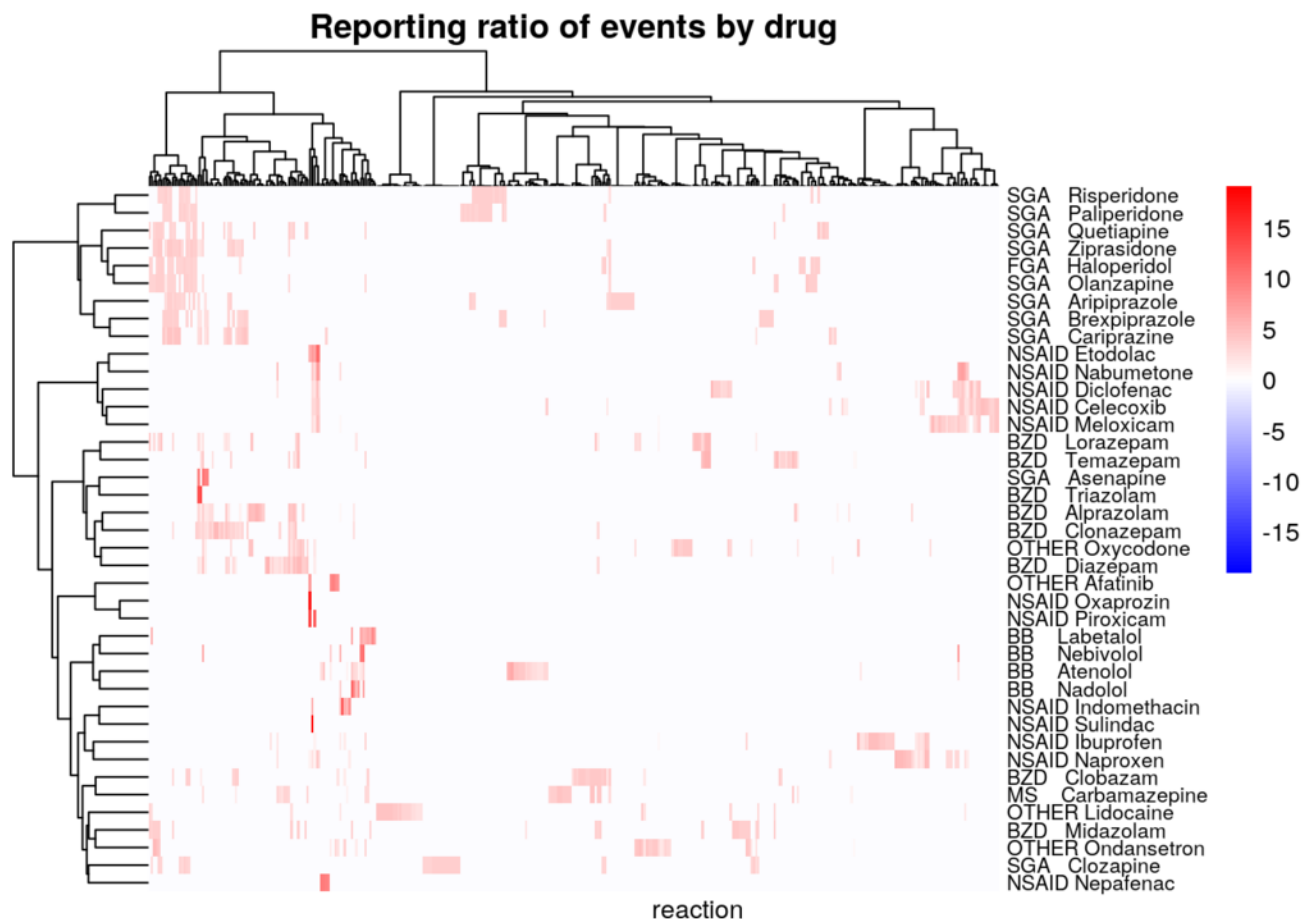 Reporting ratio of events by drug
SGA Risperidone
SGA Paliperidone
SGA Quetiapine
SGA Ziprasidone
FGA Haloperidol
SGA Olanzapine
SGA Aripiprazole
SGA Brexpiprazole
SGA Cariprazine
NSAID Etodolac
NSAID Nabumetone
NSAID Diclofenac
NSAID Celecoxib
NSAID Meloxicam
BZD Lorazepam
BZD Temazepam
SGA Asenapine
BZD Triazolam
BZD Alprazolam
BZD Clonazepam
OTHER Oxycodone
BZD Diazepam
OTHER Afatinib
NSAID Oxaprozin
NSAID Piroxicam
BB Labetalol
BB Nebivolol
BB Atenolol
BB Nadolol
NSAID Indomethacin
NSAID Sulindac
NSAID Ibuprofen
NSAID Naproxen
BZD Clobazam
MS Carbamazepine
OTHER Lidocaine
BZD Midazolam
OTHER Ondansetron
SGA Clozapine
NSAID Nepafenac
15
10
5
0
-5
-10
-15
reaction